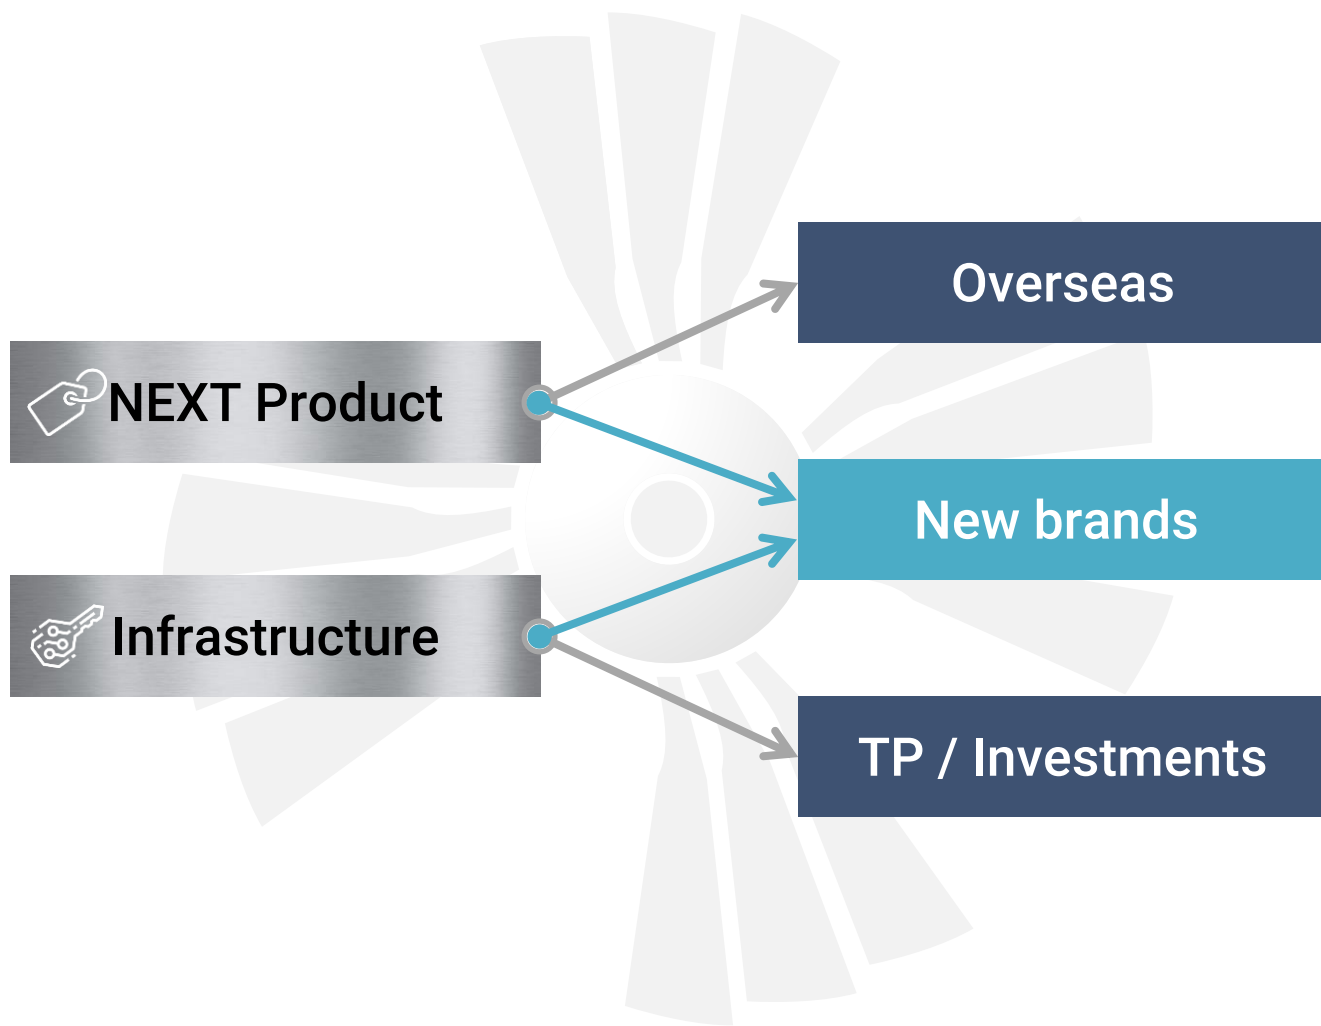 Overseas
NEXT Product
New brands
Infrastructure
TP / Investments